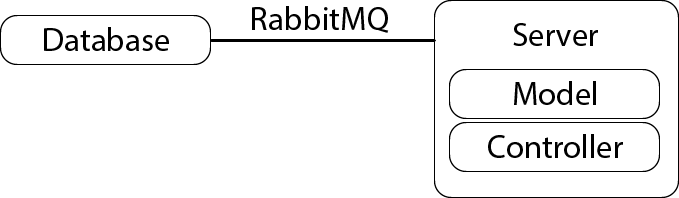 Database
RabbitMQ
Server
Model
Controller